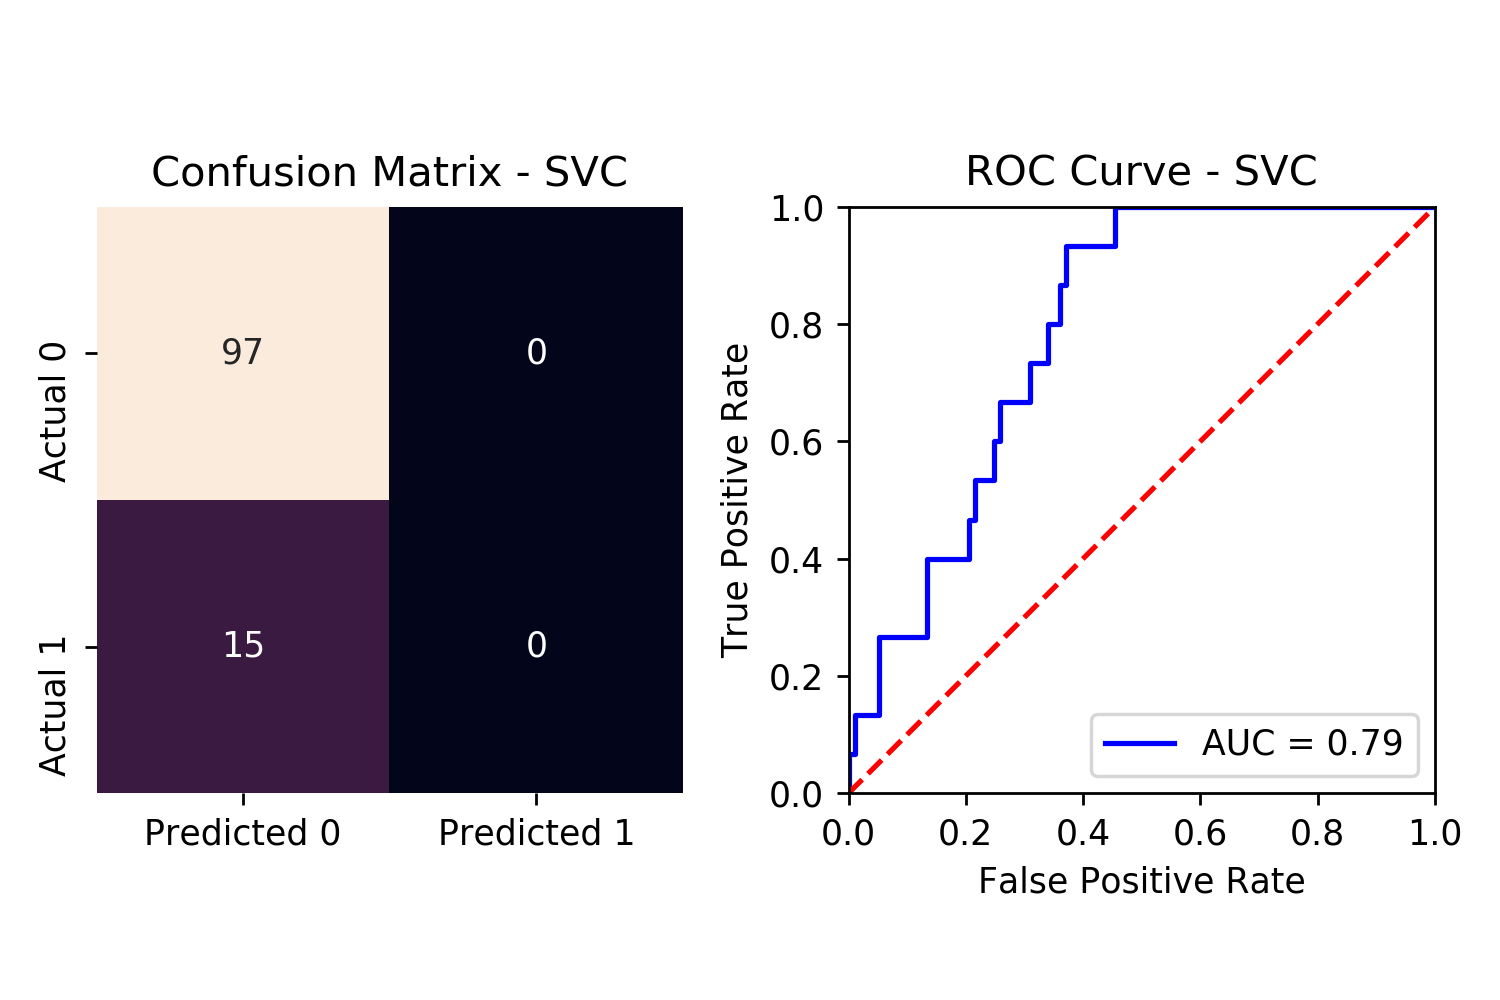 Confusion Matrix - SVC
Actual 0
Actual 1
97
0
15
0
Predicted 0
Predicted 1
ROC Curve - SVC
True Positive Rate
1.0
0.8
0.6
0.4
0.2
0.0
AUC = 0.79
0.0 0.2 0.4 0.6 0.8 1.0
False Positive Rate